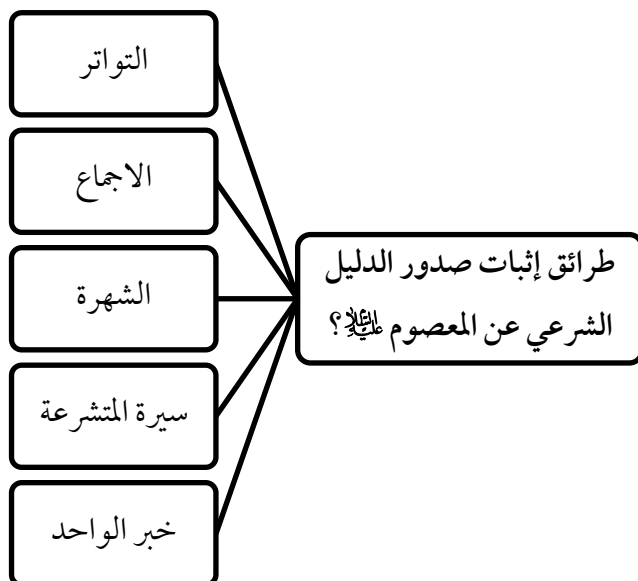 طرائق إثبات صدور الدليل
الشرعي عن المعصوم عليه السلام؟
التواتر
الاجماع
الشهرة
سيرة المتشرعة
خبر الواحد